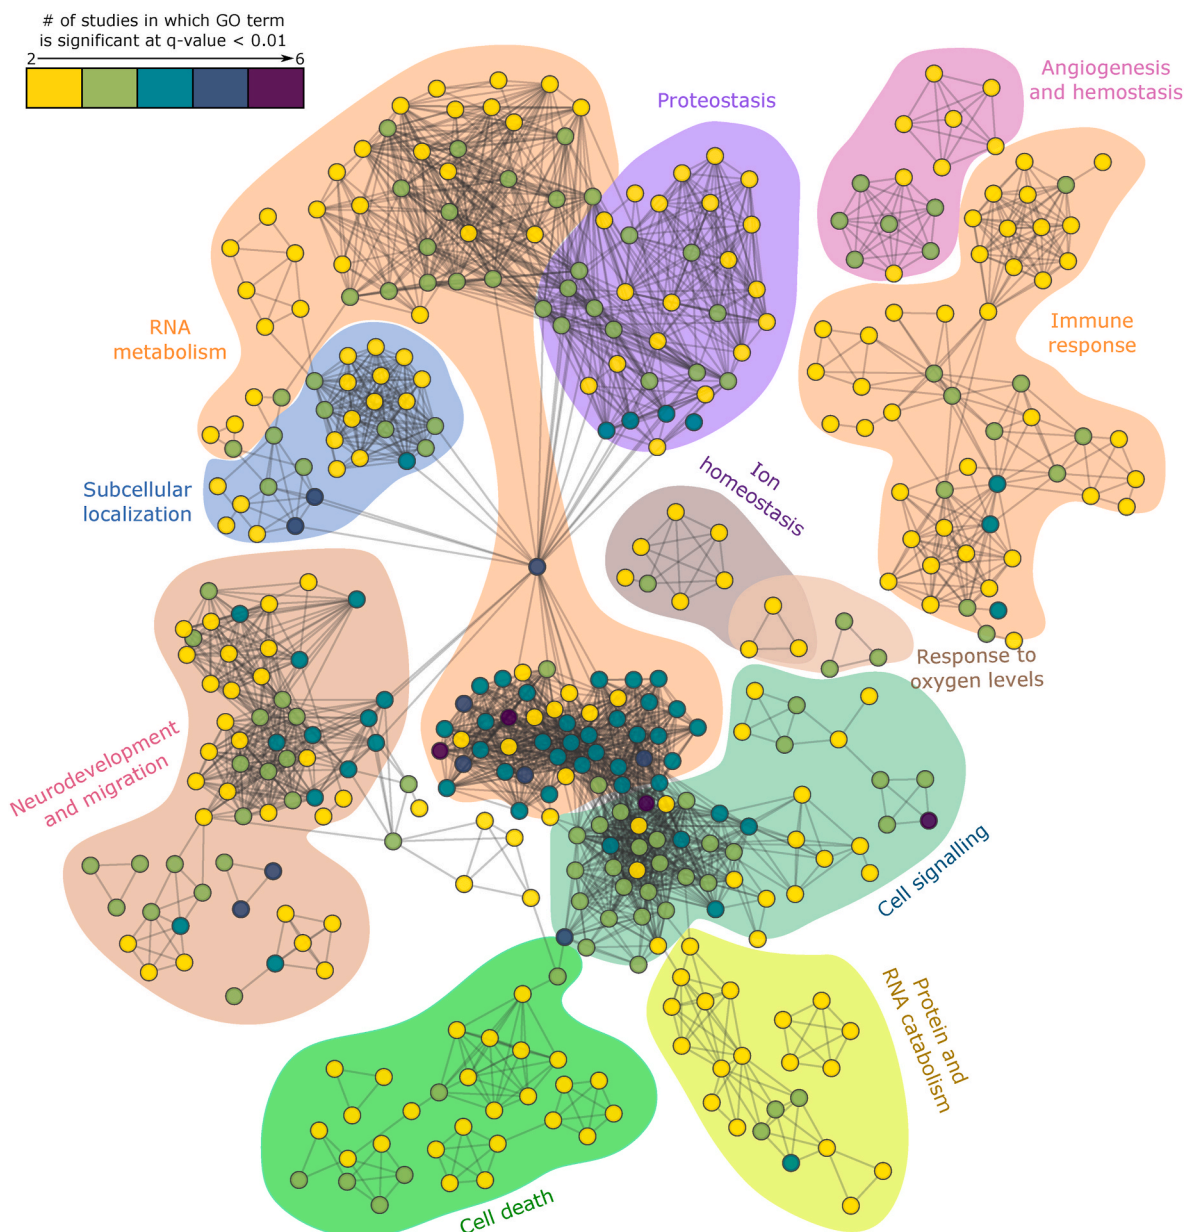 # of studies in which GO term
is significant at q-value < 0.01
2 6
Angiogenesis
and hemostasis
Proteostasis
RNA
metabolism
Immune
response
Subcellular
localization
Ion
homeostasis
Response to
oxygen levels
Neurodevelopment
and migration
Cell signalling
Protein and
RNA catabolism
Cell death